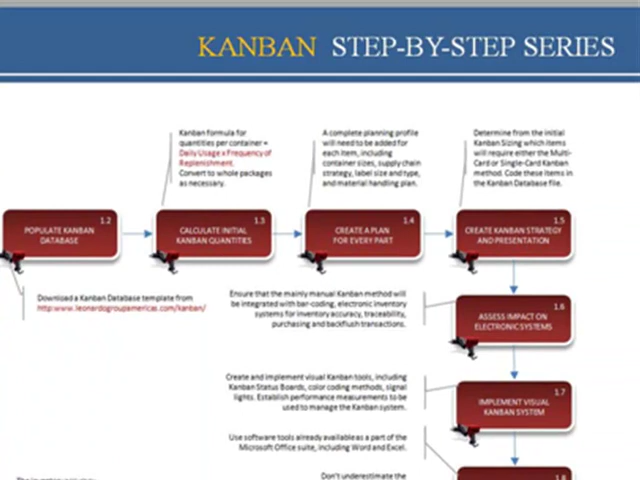 KANBAN STEP-BY-STEP SERIES
Kanban formula for
quantities per container =
Daily Usage x Frequency of
Replenishment.
Convert to whole packages
as necessary.
A complete planning profile
will need to be added for
each item, including
container sizes, supply chain
strategy, label size and type,
and material handling plan.
Determine from the initial
Kanban Sizing which items
will require either the Multi-
Card or Single-Card Kanban
method. Code these items in
the Kanban Database file.
1.2
POPULATE KANBAN
DATABASE
1.3
CALCULATE INITIAL
KANBAN QUANTITIES
1.4
CREATE A PLAN
FOR EVERY PART
1.5
CREATE KANBAN STRATEGY
AND PRESENTATION
Download a Kanban Database template from
http:www.leonardogroupamericas.com/kanban/
Ensure that the mainly manual Kanban method will
be integrated with bar-coding, electronic inventory
systems for inventory accuracy, traceability,
purchasing and backflush transactions.
1.6
ASSESS IMPACT ON
ELECTRONIC SYSTEMS
Create and implement visual Kanban tools, including
Kanban Status Boards, color coding methods, signal
lights. Establish performance measurements to be
used to manage the Kanban system.
1.7
IMPLEMENT VISUAL
KANBAN SYSTEM
Use software tools already available as a part of the
Microsoft Office suite, including Word and Excel.
1.8
Don't underestimate the